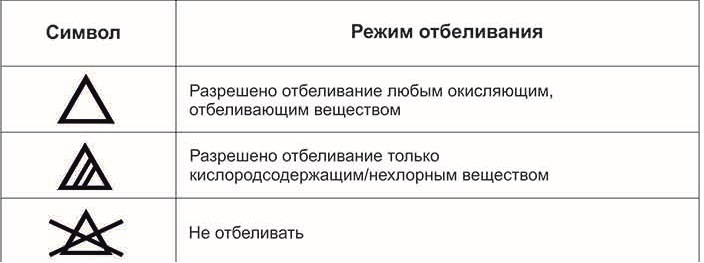 Символ
Режим отбеливания
Разрешено отбеливание любым окисляющим,
отбеливающим веществом
Разрешено отбеливание только
кислородсодержащим/нехлорным веществом
Не отбеливать